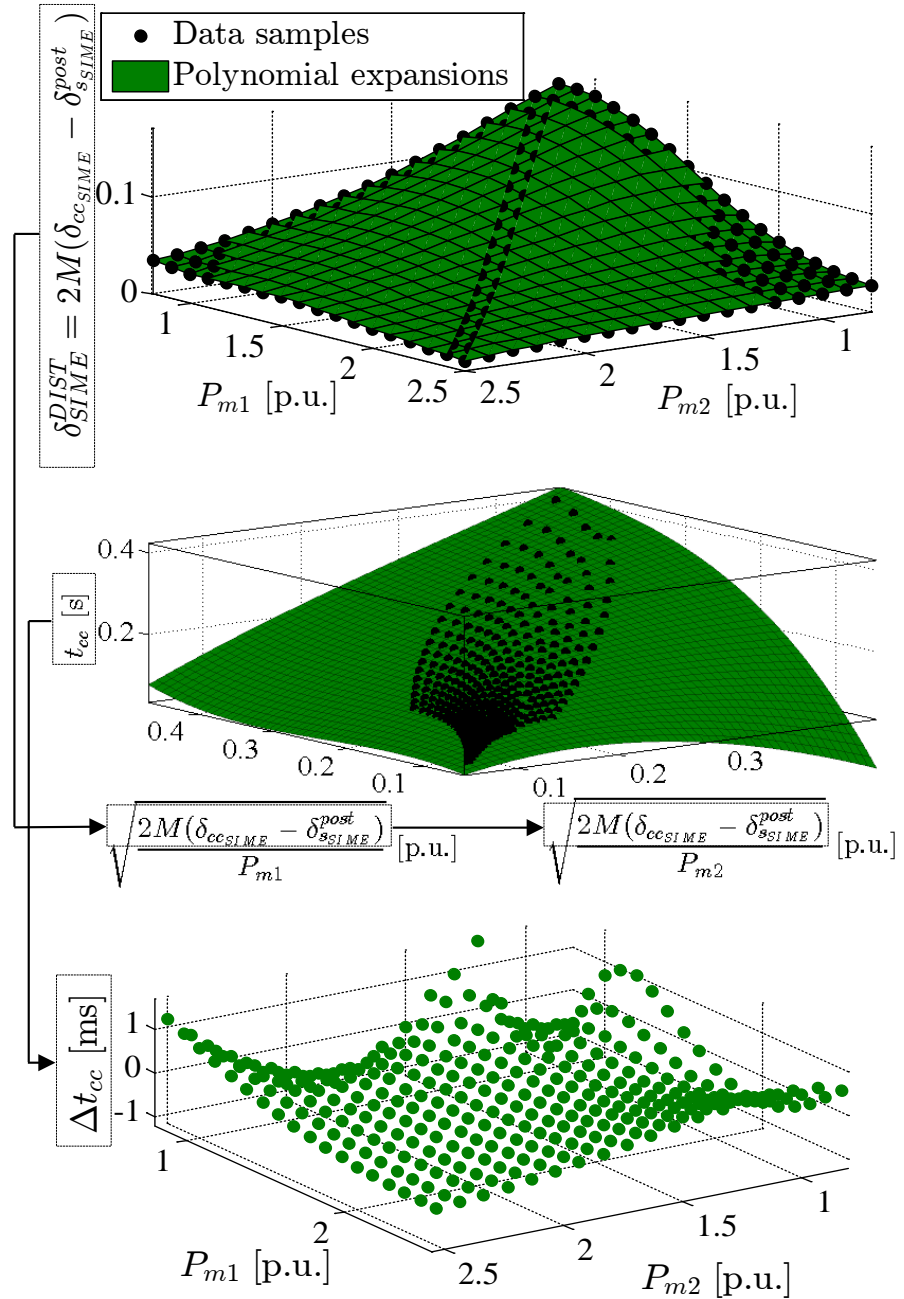 Data samples
Polynomial expansions
δ_{SIME}^{DIST} = 2M(δ_{cc_{SIME}} − δ_{s_{SIME}}^{post})
0.1
0
1
1.5
2
2.5
2.5
2
1.5
1
P_{m1} [p.u.]
P_{m2} [p.u.]
t_{cc} [s]
0.4
0.2
0.4
0.3
0.2
0.1
0.1
0.2
0.3
√(2M(δ_{cc_{SIME}} − δ_{s_{SIME}}^{post}) / P_{m1}) [p.u.]
√(2M(δ_{cc_{SIME}} − δ_{s_{SIME}}^{post}) / P_{m2}) [p.u.]
Δt_{cc} [ms]
1
0
-1
1
2
2.5
2
1.5
1
P_{m1} [p.u.]
P_{m2} [p.u.]